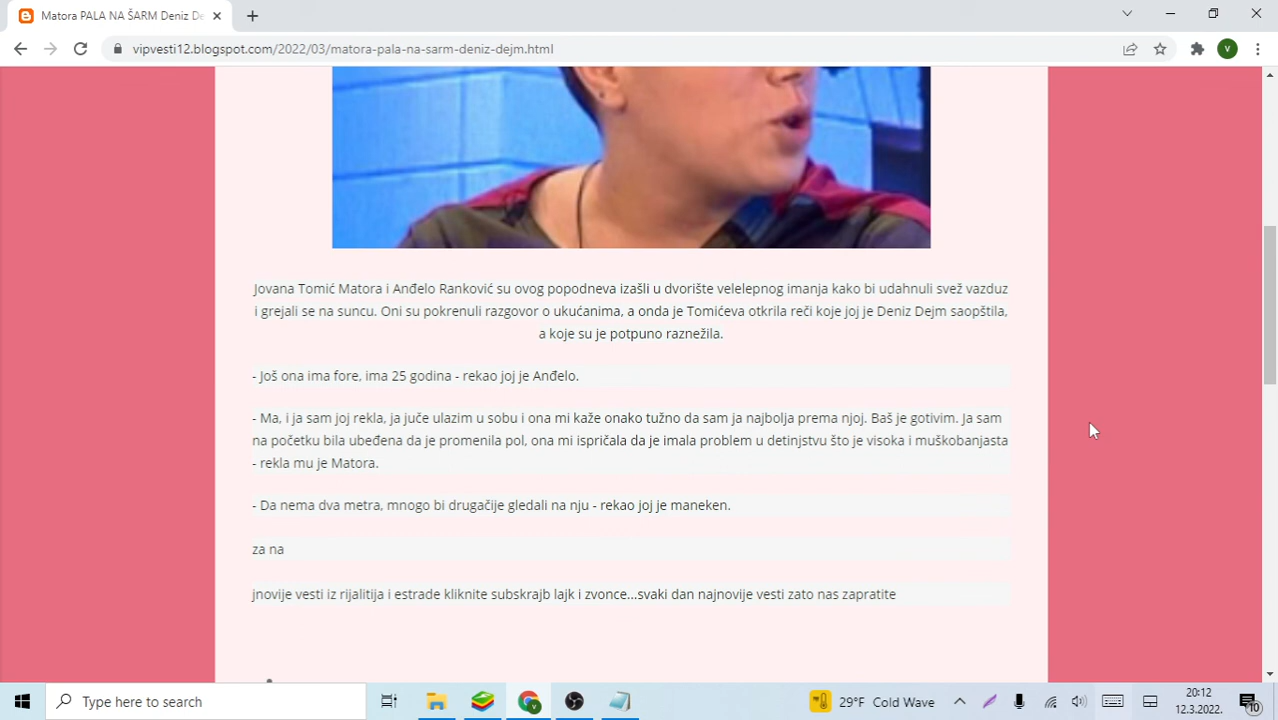 Matora PALA NA ŠARM Deniz De
vipvesti12.blogspot.com/2022/03/matora-pala-na-sarm-deniz-dejm.html
V
Jovana Tomić Matora i Anđelo Ranković su ovog popodneva izašli u dvorište velelepnog imanja kako bi udahnuli svež vazduz
i grejali se na suncu. Oni su pokrenuli razgovor o ukućanima, a onda je Tomićeva otkrila reči koje joj je Deniz Dejm saopštila,
a koje su je potpuno raznežila.
- Još ona ima fore, ima 25 godina - rekao joj je Anđelo.
- Ma, i ja sam joj rekla, ja juče ulazim u sobu i ona mi kaže onako tužno da sam ja najbolja prema njoj. Baš je gotivim. Ja sam
na početku bila ubeđena da je promenila pol, ona mi ispričala da je imala problem u detinjstvu što je visoka i muškobanjasta
- rekla mu je Matora.
- Da nema dva metra, mnogo bi drugačije gledali na nju - rekao joj je maneken.
za na
jnovije vesti iz rijalitija i estrade kliknite subskrajb lajk i zvonce...svaki dan najnovije vesti zato nas zapratite
Type here to search
29°F Cold Wave
20:12
12.3.2022.
10